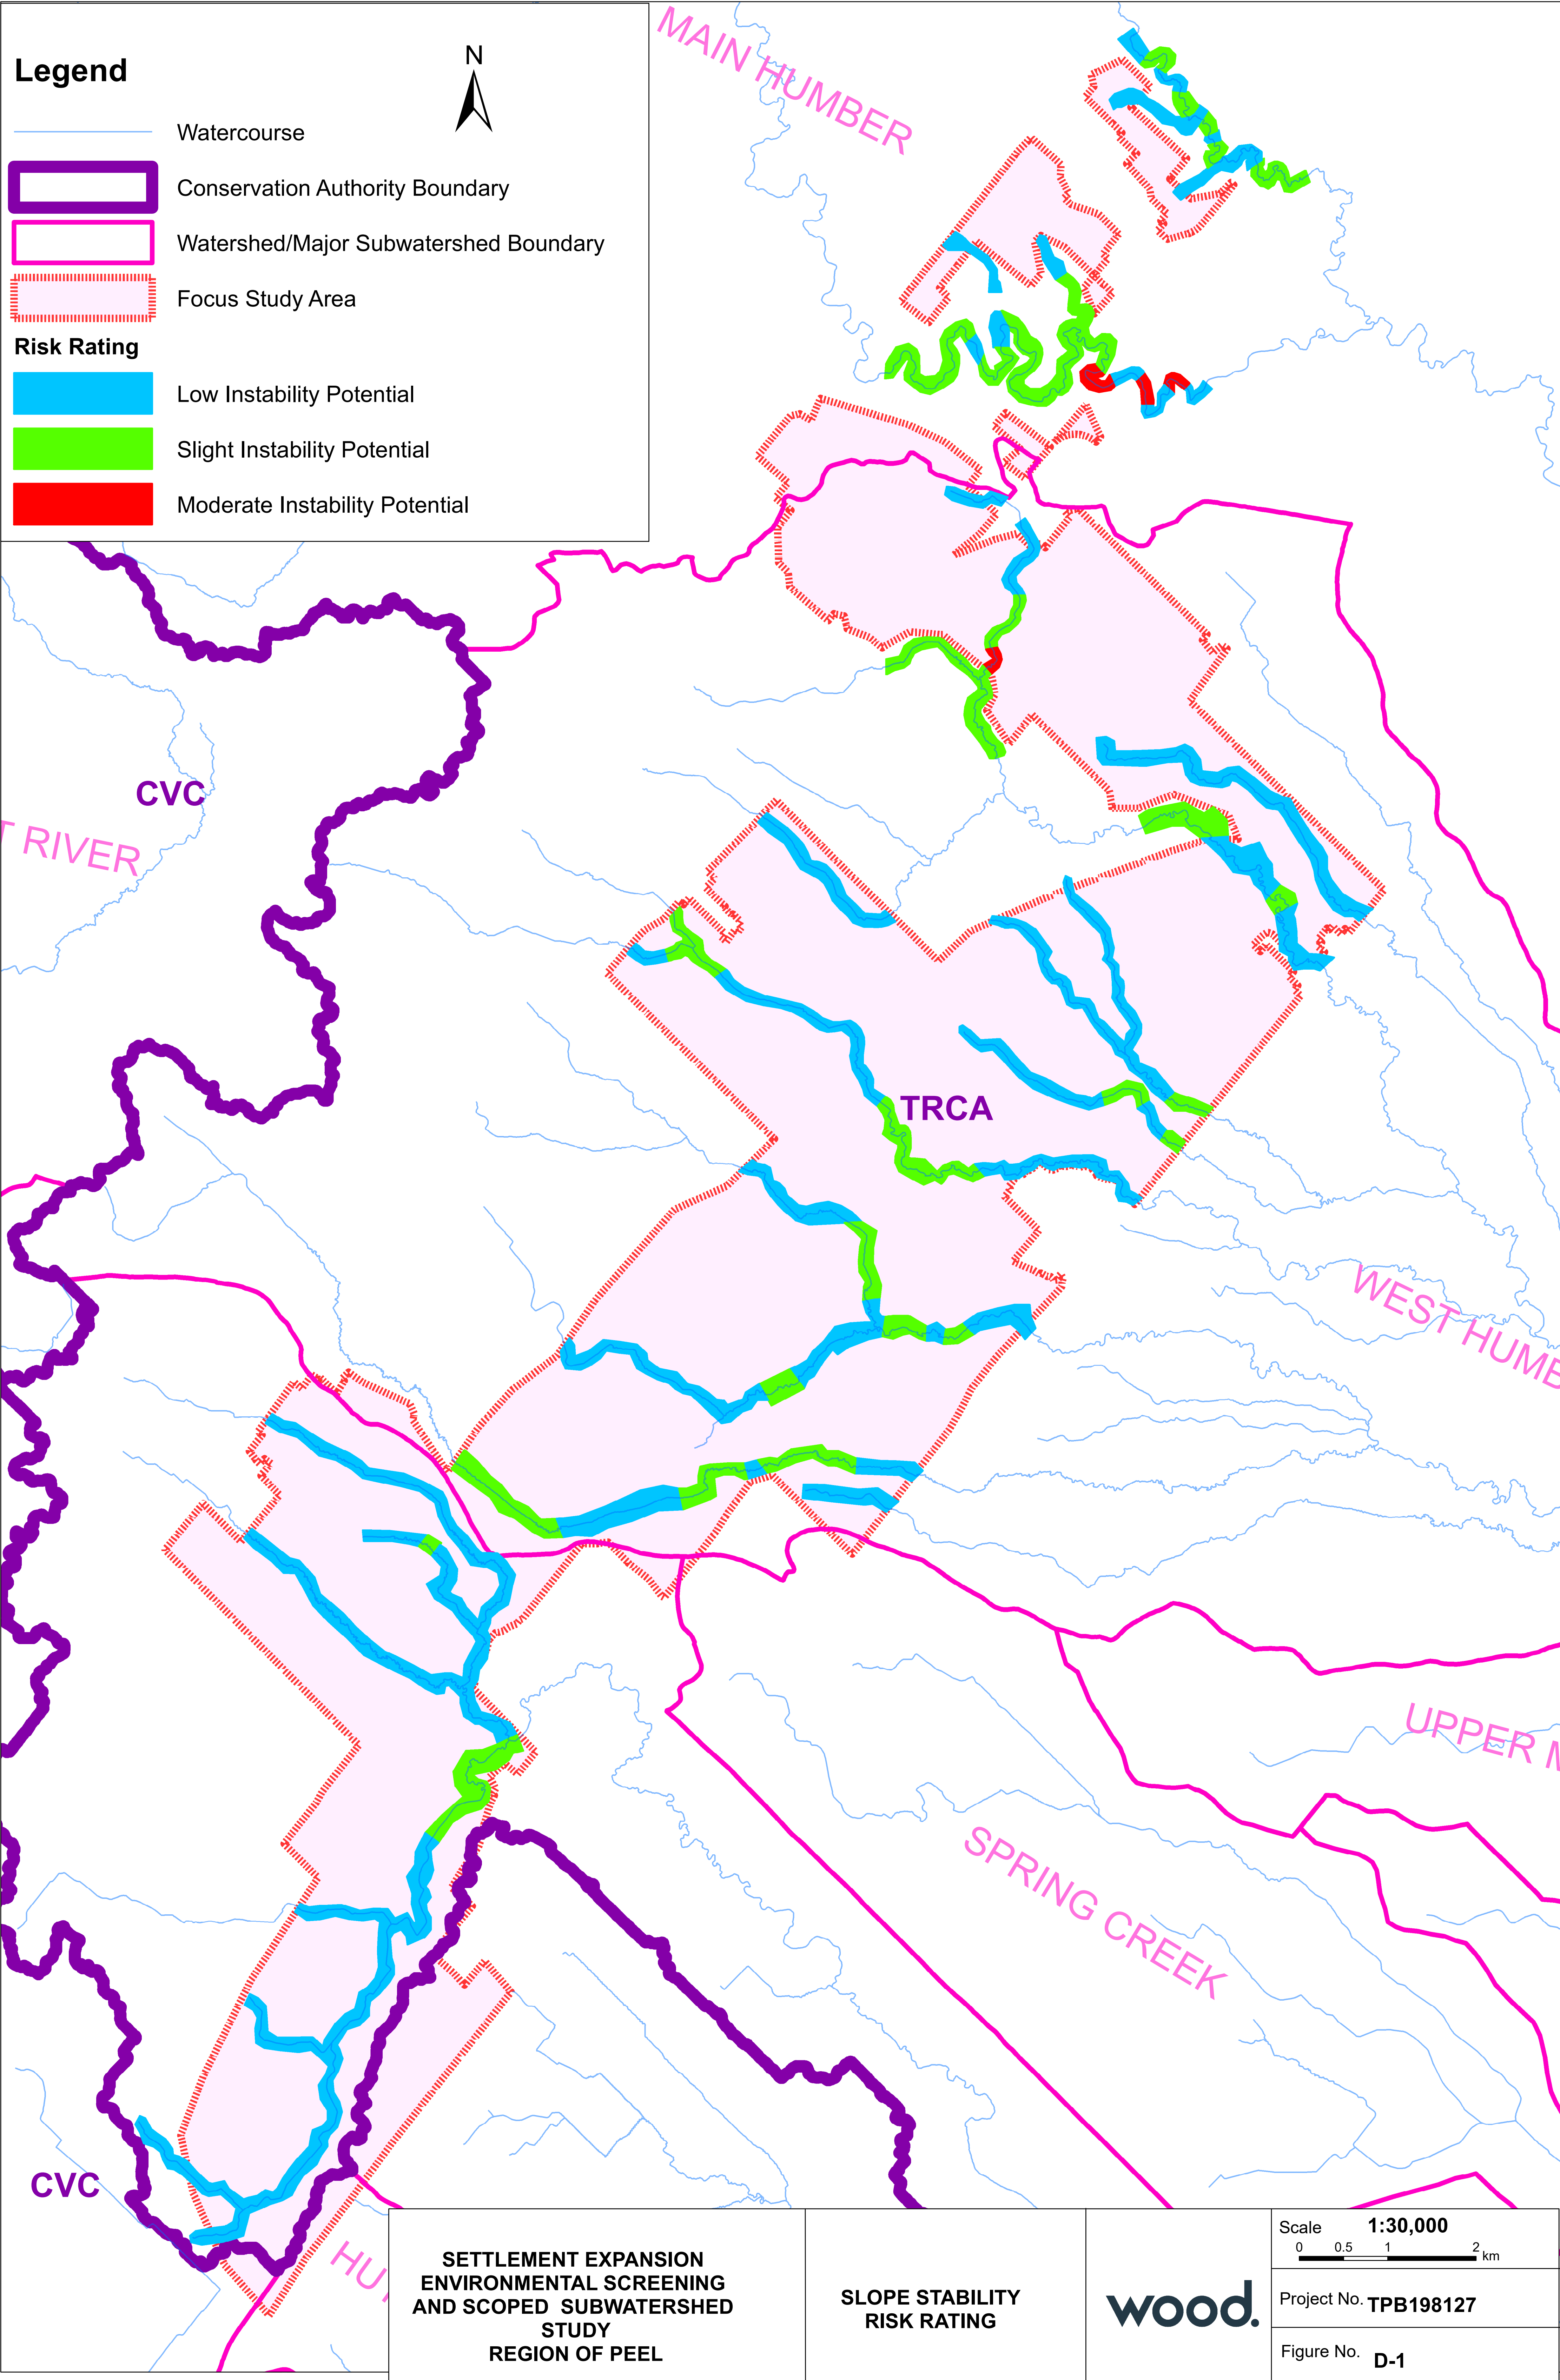 Legend
N
Watercourse
Conservation Authority Boundary
Watershed/Major Subwatershed Boundary
Focus Study Area
Risk Rating
Low Instability Potential
Slight Instability Potential
Moderate Instability Potential
MAIN HUMBER
CVC
T RIVER
TRCA
WEST HUMB
UPPER M
SPRING CREEK
CVC
SETTLEMENT EXPANSION
ENVIRONMENTAL SCREENING
AND SCOPED SUBWATERSHED
STUDY
REGION OF PEEL
SLOPE STABILITY
RISK RATING
wood.
Scale 1:30,000
0 0.5 1 2 km
Project No. TPB198127
Figure No. D-1